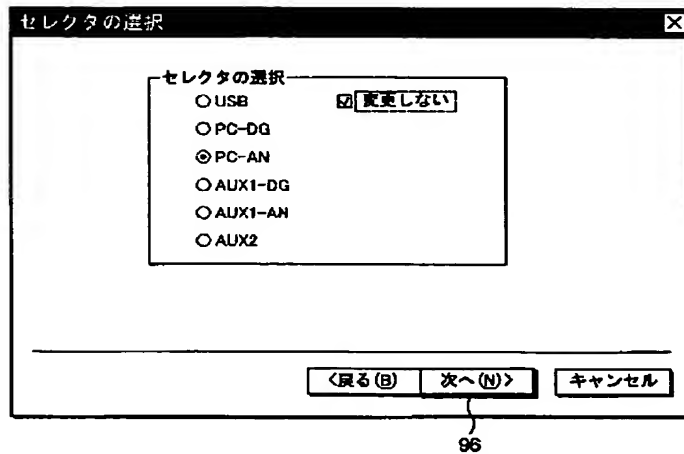 セレクタの選択
セレクタの選択
USB 変更しない
PC-DG
PC-AN
AUX1-DG
AUX1-AN
AUX2
<戻る(B) 次へ(N)> キャンセル
96